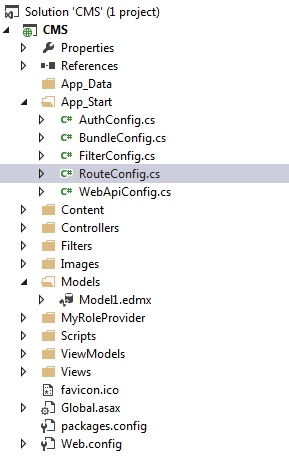 Solution 'CMS' (1 project)
CMS
Properties
References
App_Data
App_Start
AuthConfig.cs
BundleConfig.cs
FilterConfig.cs
RouteConfig.cs
WebApiConfig.cs
Content
Controllers
Filters
Images
Models
Model1.edmx
MyRoleProvider
Scripts
ViewModels
Views
favicon.ico
Global.asax
packages.config
Web.config